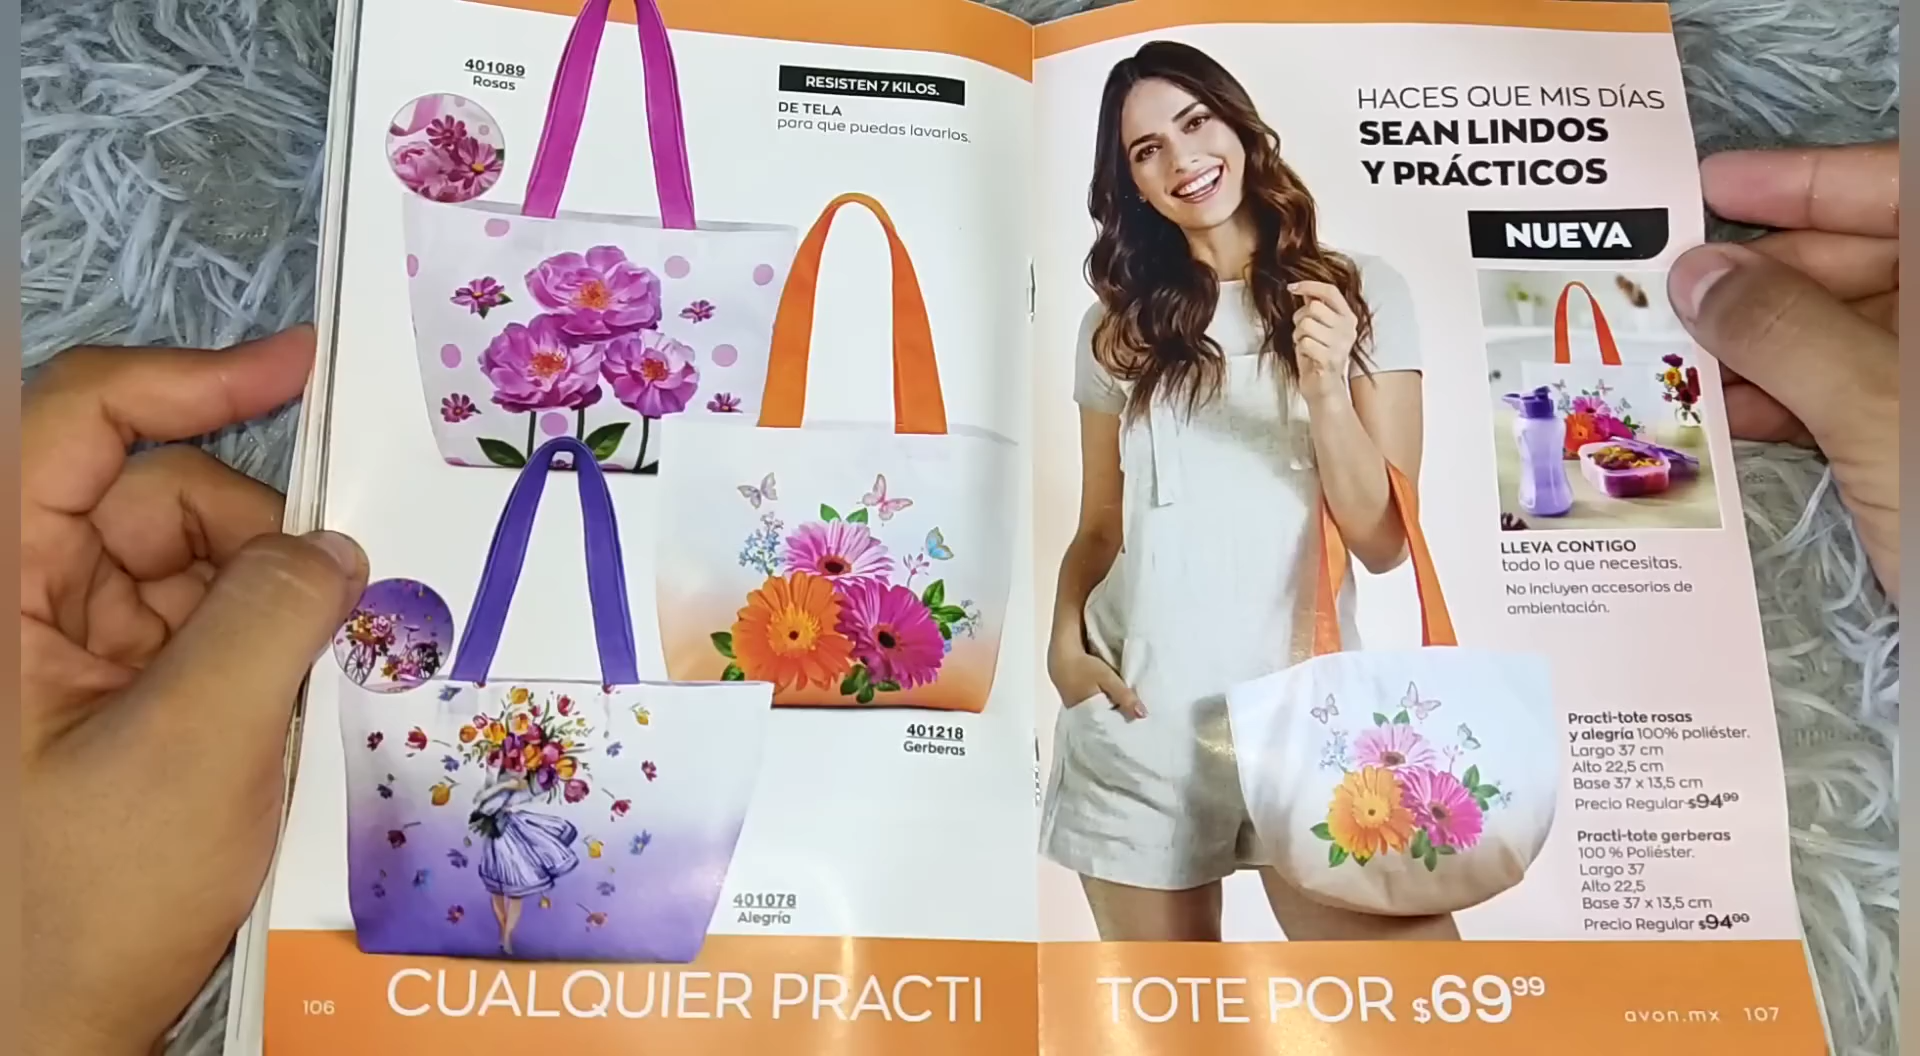 401089
Rosas
RESISTEN 7 KILOS.
DE TELA
para que puedas lavarlos.
401218
Gerberas
401078
Alegría
106
CUALQUIER PRACTI
HACES QUE MIS DÍAS
SEAN LINDOS
Y PRÁCTICOS
NUEVA
LLEVA CONTIGO
todo lo que necesitas.
No incluyen accesorios de
ambientación.
Practi-tote rosas
y alegría 100% poliéster.
Largo 37 cm
Alto 22,5 cm
Base 37 x 13,5 cm
Precio Regular $94⁹⁹
Practi-tote gerberas
100 % Poliéster.
Largo 37
Alto 22,5
Base 37 x 13,5 cm
Precio Regular $94⁹⁹
TOTE POR $69⁹⁹
avon.mx 107